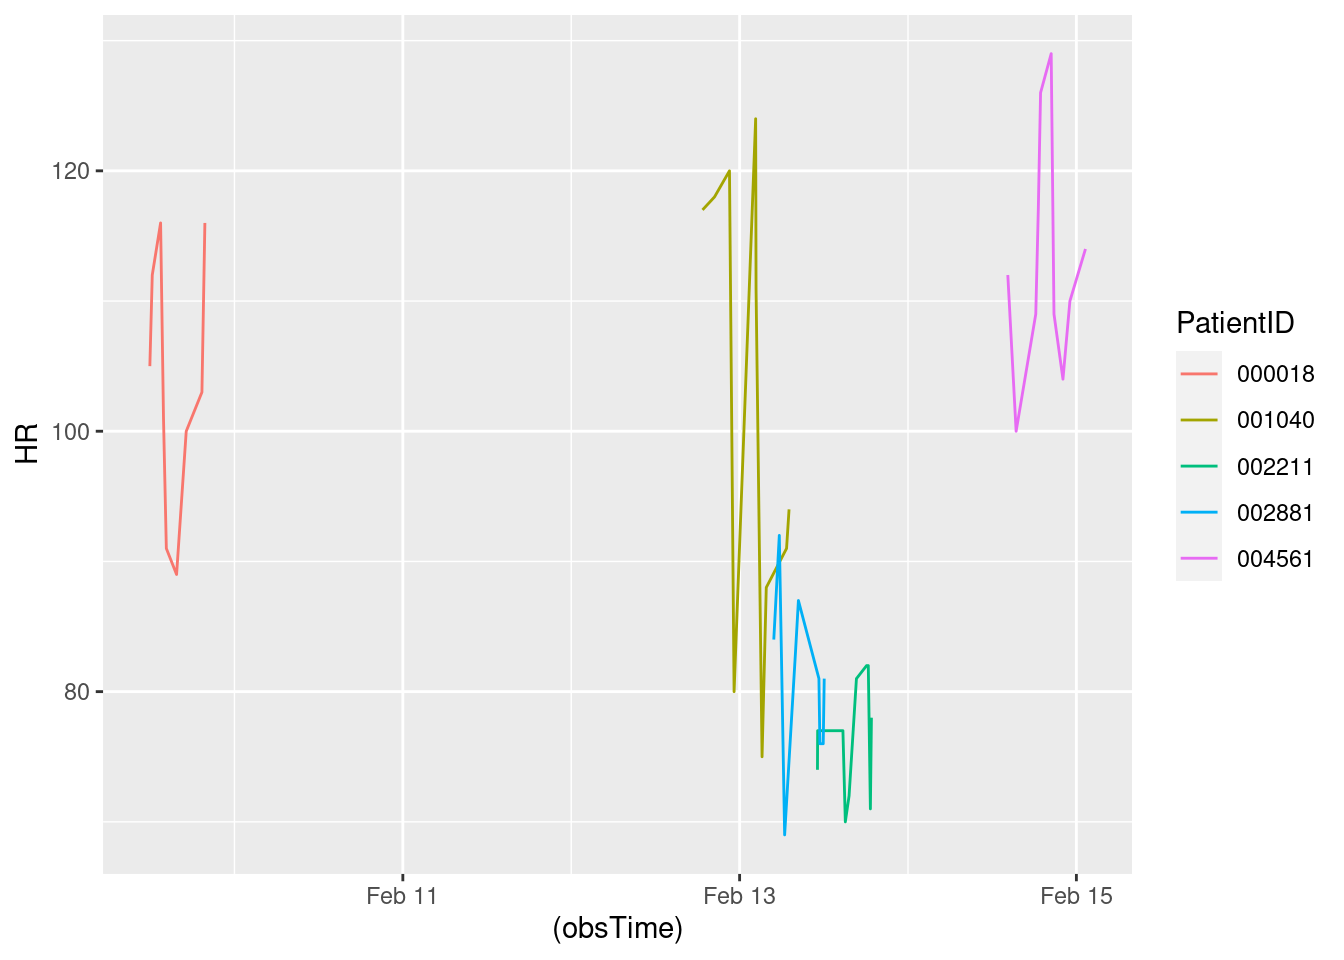 120
100
80
HR
Feb 11
Feb 13
Feb 15
(obsTime)
PatientID
000018
001040
002211
002881
004561